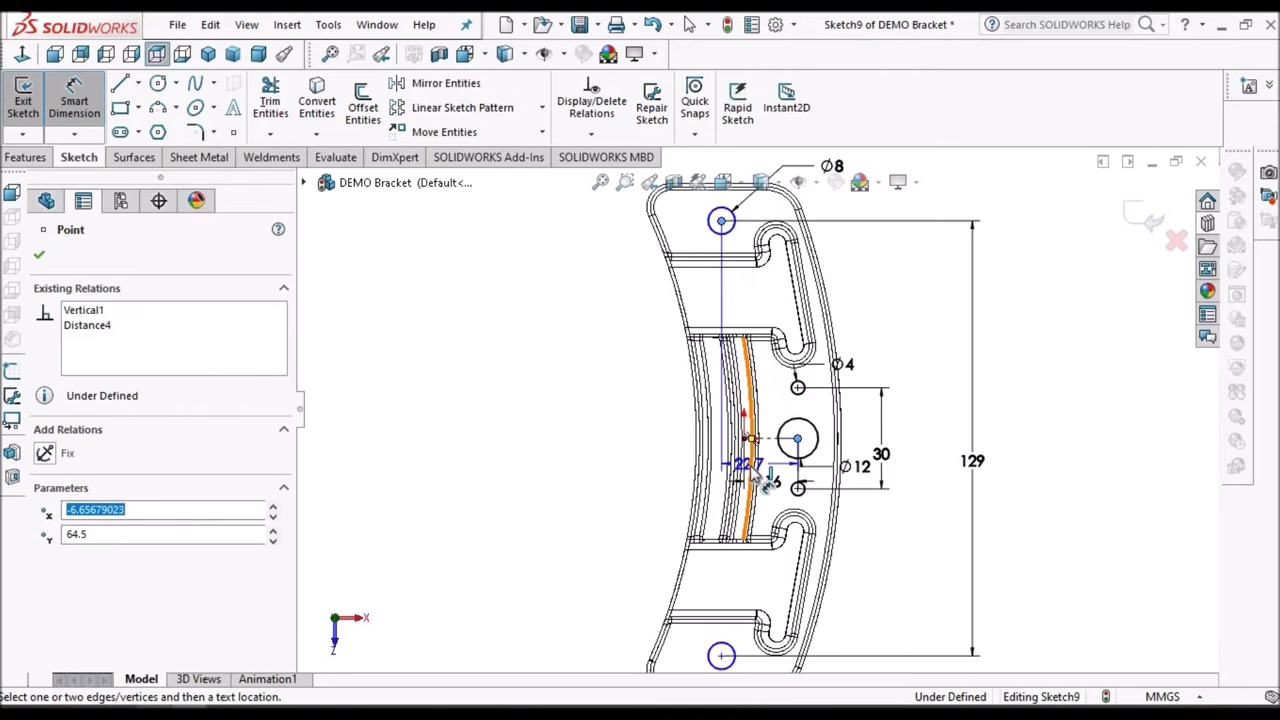 SOLIDWORKS File Edit View Insert Tools Window Help Sketch9 of DEMO Bracket * Search SOLIDWORKS Help ?
Exit Sketch
Smart Dimension
Trim Entities
Convert Entities
Offset Entities
Mirror Entities
Linear Sketch Pattern
Move Entities
Display/Delete Relations
Repair Sketch
Quick Snaps
Rapid Sketch
Instant2D
Features Sketch Surfaces Sheet Metal Weldments Evaluate DimXpert SOLIDWORKS Add-Ins SOLIDWORKS MBD
DEMO Bracket (Default<...
Point
Existing Relations
Vertical1
Distance4
Under Defined
Add Relations
Fix
Parameters
-6.65679023
64.5
Ø8
Ø4
30
129
22.7
Ø12
6
X
Z
Model 3D Views Animation1
Select one or two edges/vertices and then a text location. Under Defined Editing Sketch9 MMGS